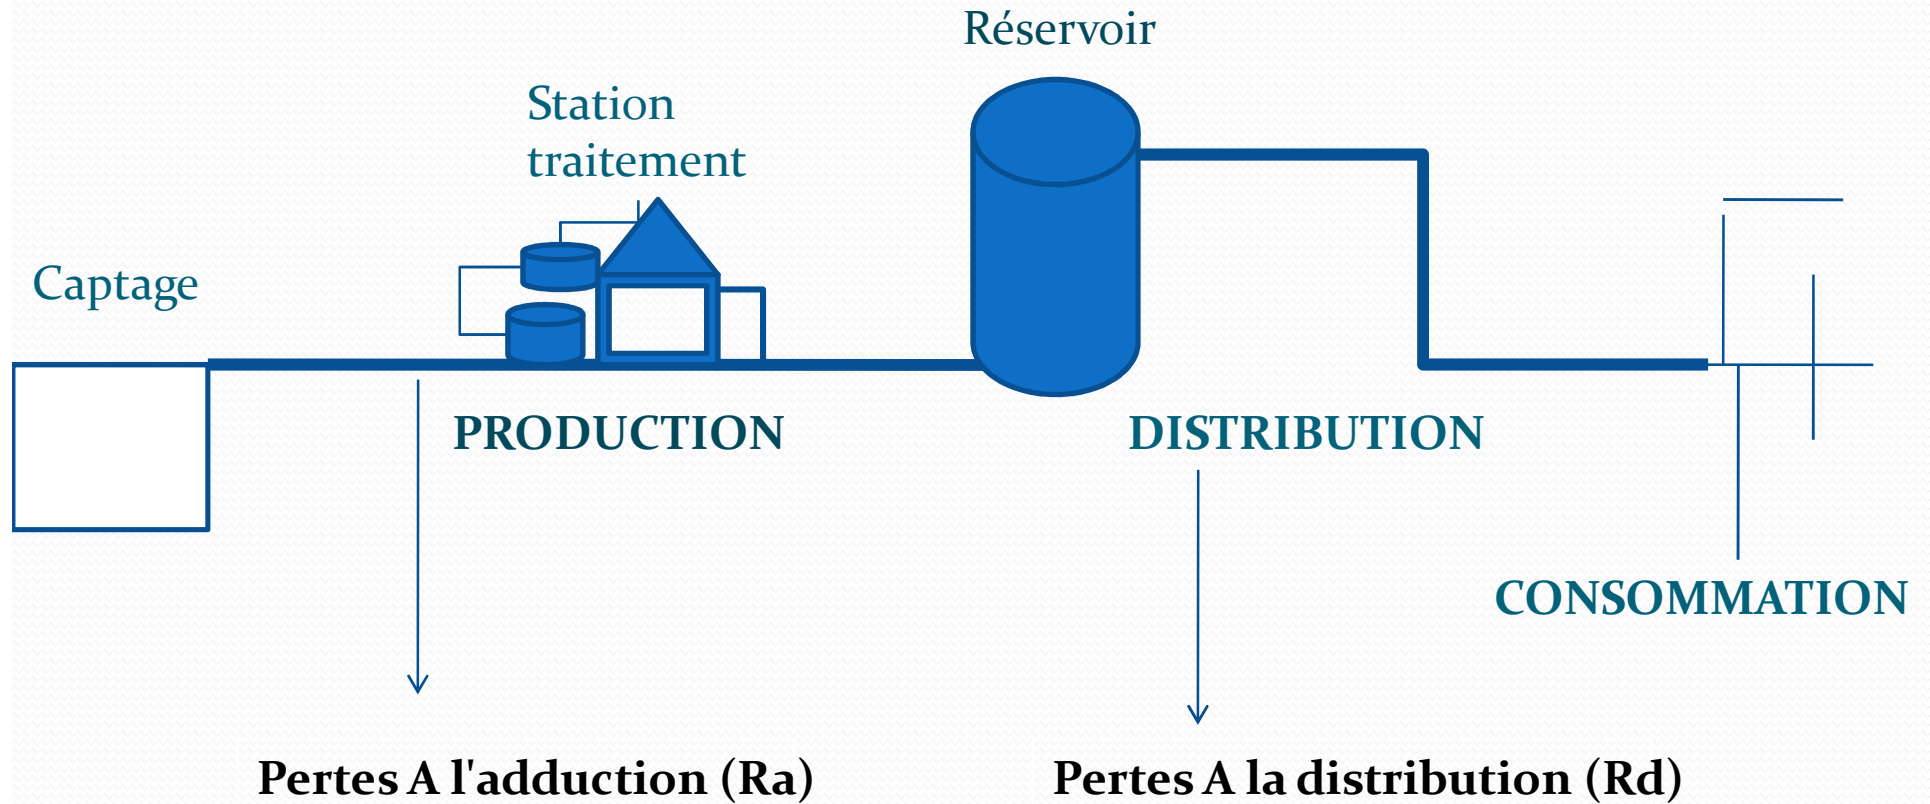 Réservoir
Station
traitement
Captage
PRODUCTION
DISTRIBUTION
CONSOMMATION
Pertes A l'adduction (Ra)
Pertes A la distribution (Rd)